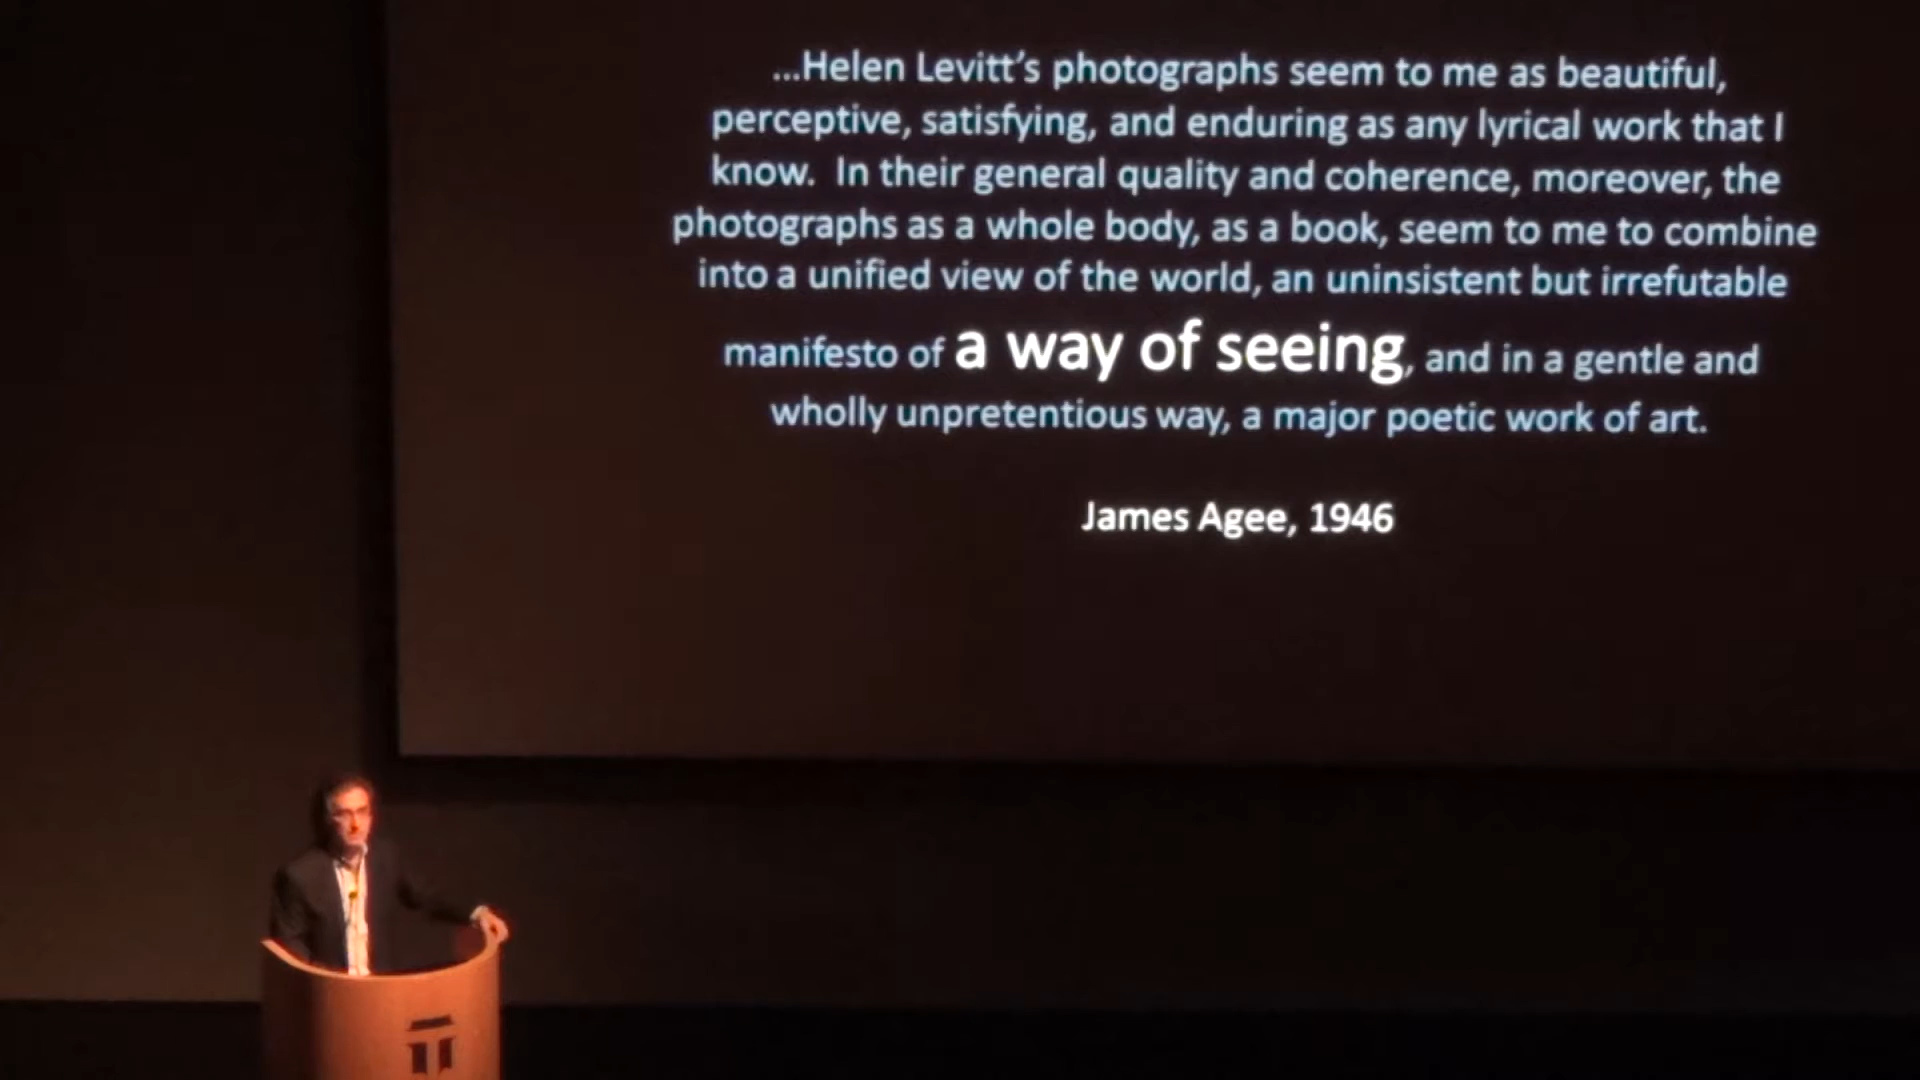 ...Helen Levitt’s photographs seem to me as beautiful,
perceptive, satisfying, and enduring as any lyrical work that I
know.  In their general quality and coherence, moreover, the
photographs as a whole body, as a book, seem to me to combine
into a unified view of the world, an uninsistent but irrefutable
manifesto of a way of seeing, and in a gentle and
wholly unpretentious way, a major poetic work of art.
James Agee, 1946